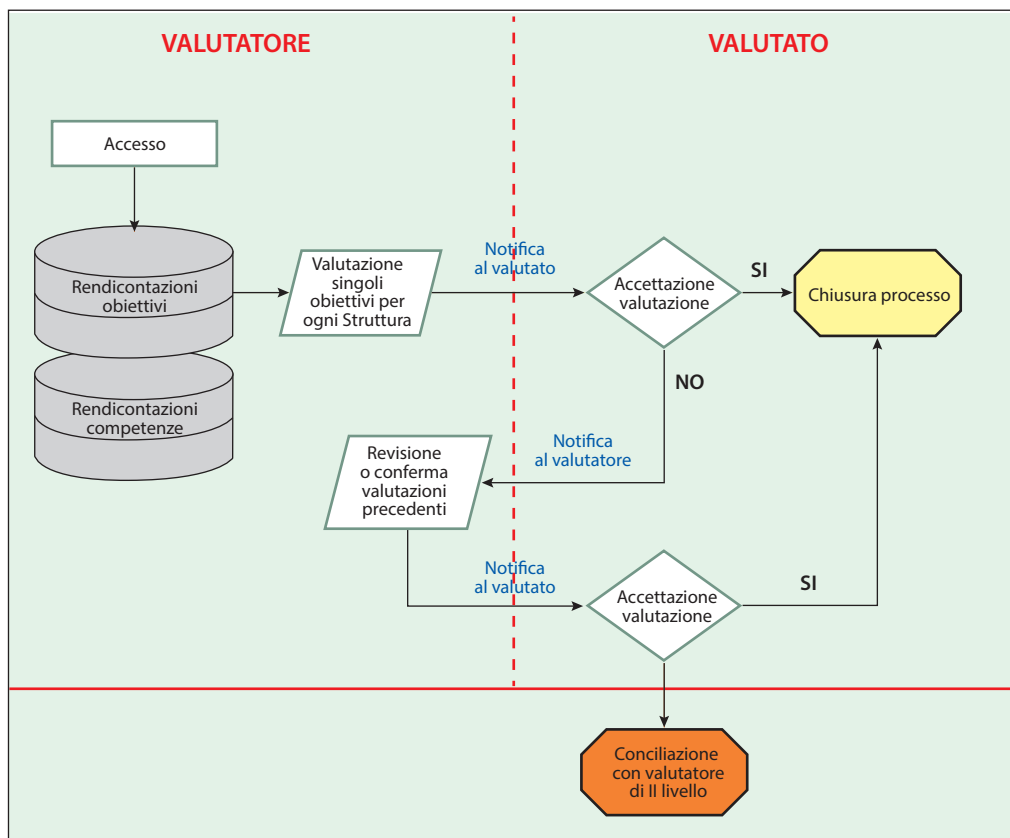 VALUTATORE
VALUTATO
Accesso
Rendicontazioni
obiettivi
Rendicontazioni
competenze
Valutazione
singoli
obiettivi per
ogni Struttura
Notifica
al valutato
Accettazione
valutazione
SI
Chiusura processo
NO
Notifica
al valutatore
Revisione
o conferma
valutazioni
precedenti
Notifica
al valutato
Accettazione
valutazione
SI
Conciliazione
con valutatore
di II livello